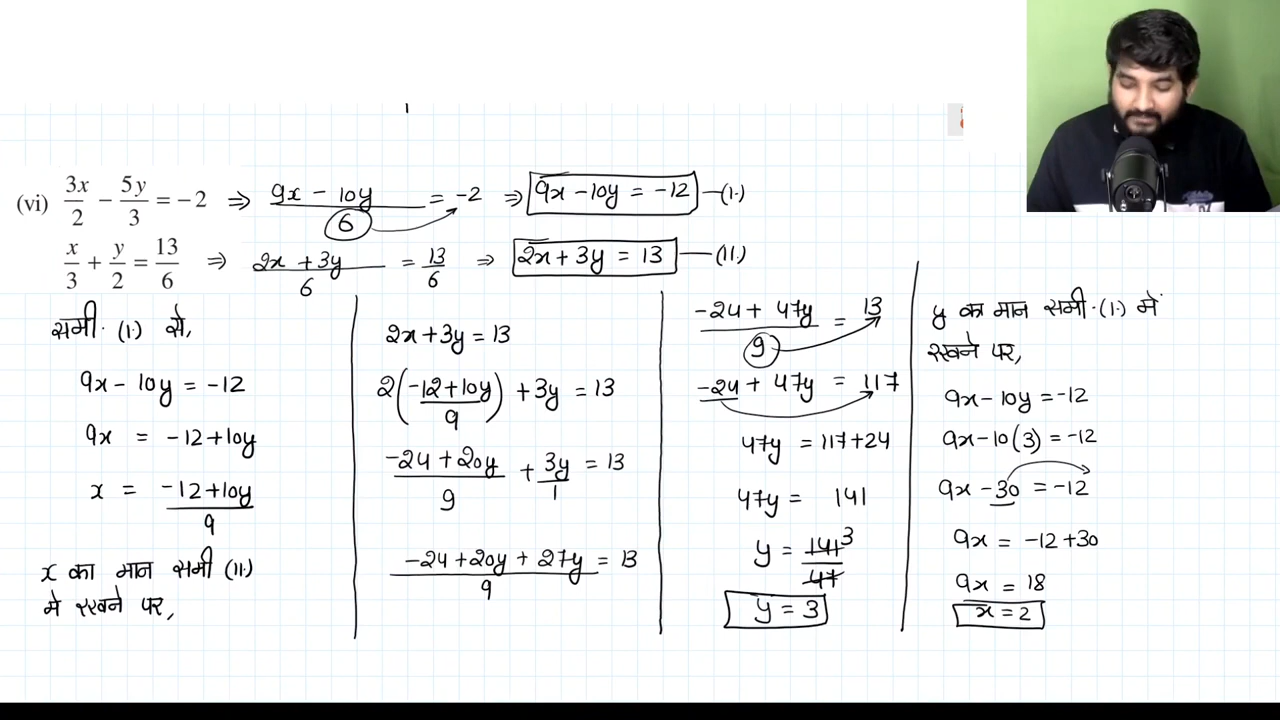 (vi) 3x/2 − 5y/3 = −2 ⇒ 9x − 10y/6 = −2 ⇒ 9x − 10y = −12 —(I.)
x/3 + y/2 = 13/6 ⇒ 2x + 3y/6 = 13/6 ⇒ 2x + 3y = 13 —(II.)
समी. (I.) से,
9x − 10y = −12
9x = −12 + 10y
x = −12 + 10y/9
x का मान समी (II.)
मे रखने पर,
2x + 3y = 13
2(−12 + 10y/9) + 3y = 13
−24 + 20y/9 + 3y/1 = 13
−24 + 20y + 27y/9 = 13
−24 + 47y/9 = 13
−24 + 47y = 117
47y = 117 + 24
47y = 141
y = 141/47 3
y = 3
y का मान समी. (I.) में
रखने पर,
9x − 10y = −12
9x − 10(3) = −12
9x − 30 = −12
9x = −12 + 30
9x = 18
x = 2